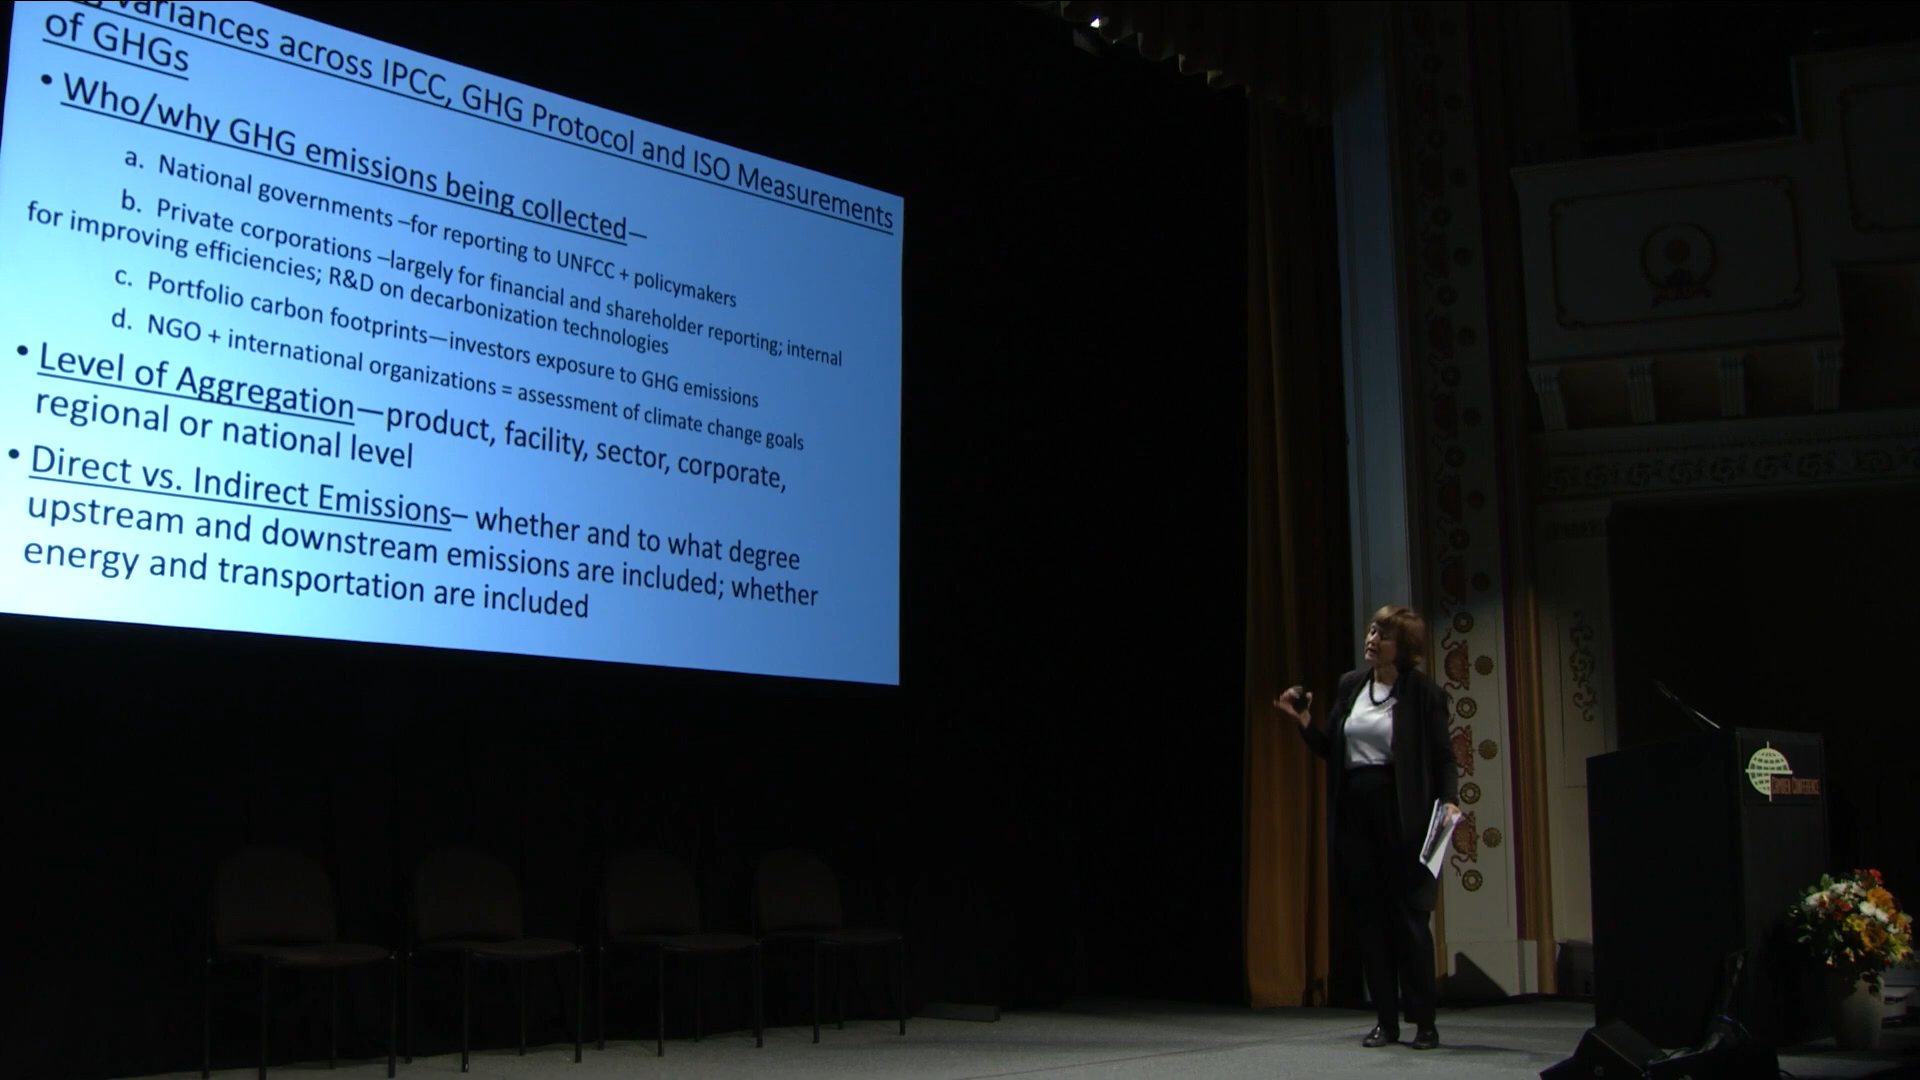 variances across IPCC, GHG Protocol and ISO Measurements
of GHGs
• Who/why GHG emissions being collected—
a. National governments –for reporting to UNFCC + policymakers
b. Private corporations –largely for financial and shareholder reporting; internal
for improving efficiencies; R&D on decarbonization technologies
c. Portfolio carbon footprints—investors exposure to GHG emissions
d. NGO + international organizations = assessment of climate change goals
• Level of Aggregation—product, facility, sector, corporate,
regional or national level
• Direct vs. Indirect Emissions– whether and to what degree
upstream and downstream emissions are included; whether
energy and transportation are included
CAMDEN CONFERENCE